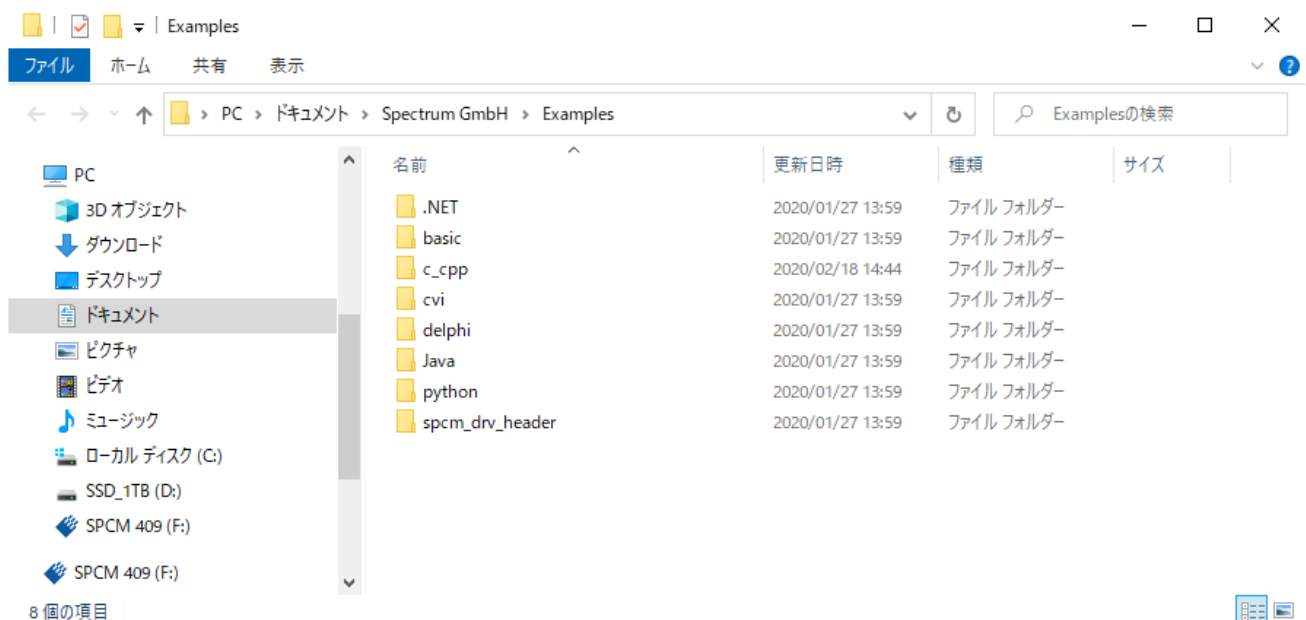 Examples
ファイル ホーム 共有 表示
PC ドキュメント Spectrum GmbH Examples Examplesの検索
名前 更新日時 種類 サイズ
PC
3D オブジェクト
ダウンロード
デスクトップ
ドキュメント
ピクチャ
ビデオ
ミュージック
ローカル ディスク (C:)
SSD_1TB (D:)
SPCM 409 (F:)
SPCM 409 (F:)
.NET 2020/01/27 13:59 ファイル フォルダー
basic 2020/01/27 13:59 ファイル フォルダー
c_cpp 2020/02/18 14:44 ファイル フォルダー
cvi 2020/01/27 13:59 ファイル フォルダー
delphi 2020/01/27 13:59 ファイル フォルダー
Java 2020/01/27 13:59 ファイル フォルダー
python 2020/01/27 13:59 ファイル フォルダー
spcm_drv_header 2020/01/27 13:59 ファイル フォルダー
8 個の項目